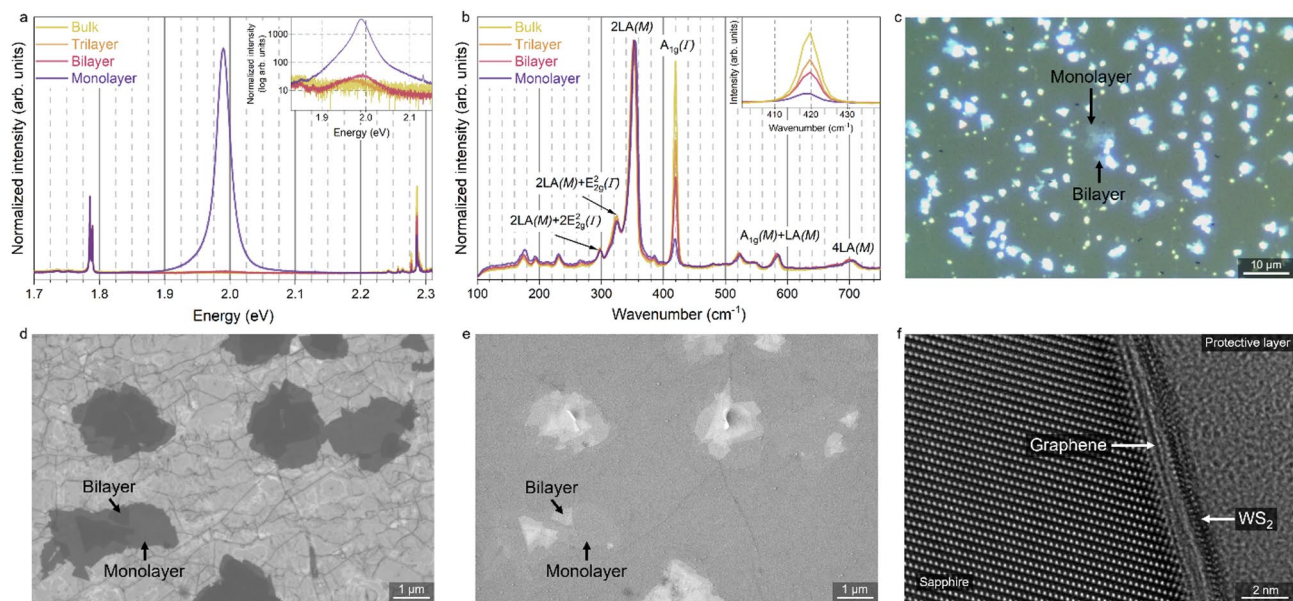 a
Normalized intensity (arb. units)
Bulk
Trilayer
Bilayer
Monolayer
Normalized intensity
(log arb. units)
1000
100
10
1.9 2.0 2.1
Energy (eV)
1.7 1.8 1.9 2.0 2.1 2.2 2.3
Energy (eV)
b
Normalized intensity (arb. units)
Bulk
Trilayer
Bilayer
Monolayer
2LA(M)
A₁g(Γ)
2LA(M)+E²₂g(Γ)
2LA(M)+2E²₂g(Γ)
A₁g(M)+LA(M)
4LA(M)
Intensity (arb. units)
410 420 430
Wavenumber (cm⁻¹)
100 200 300 400 500 600 700
Wavenumber (cm⁻¹)
c
Monolayer
Bilayer
10 µm
d
Bilayer
Monolayer
1 µm
e
Bilayer
Monolayer
1 µm
f
Protective layer
Graphene
WS₂
Sapphire
2 nm